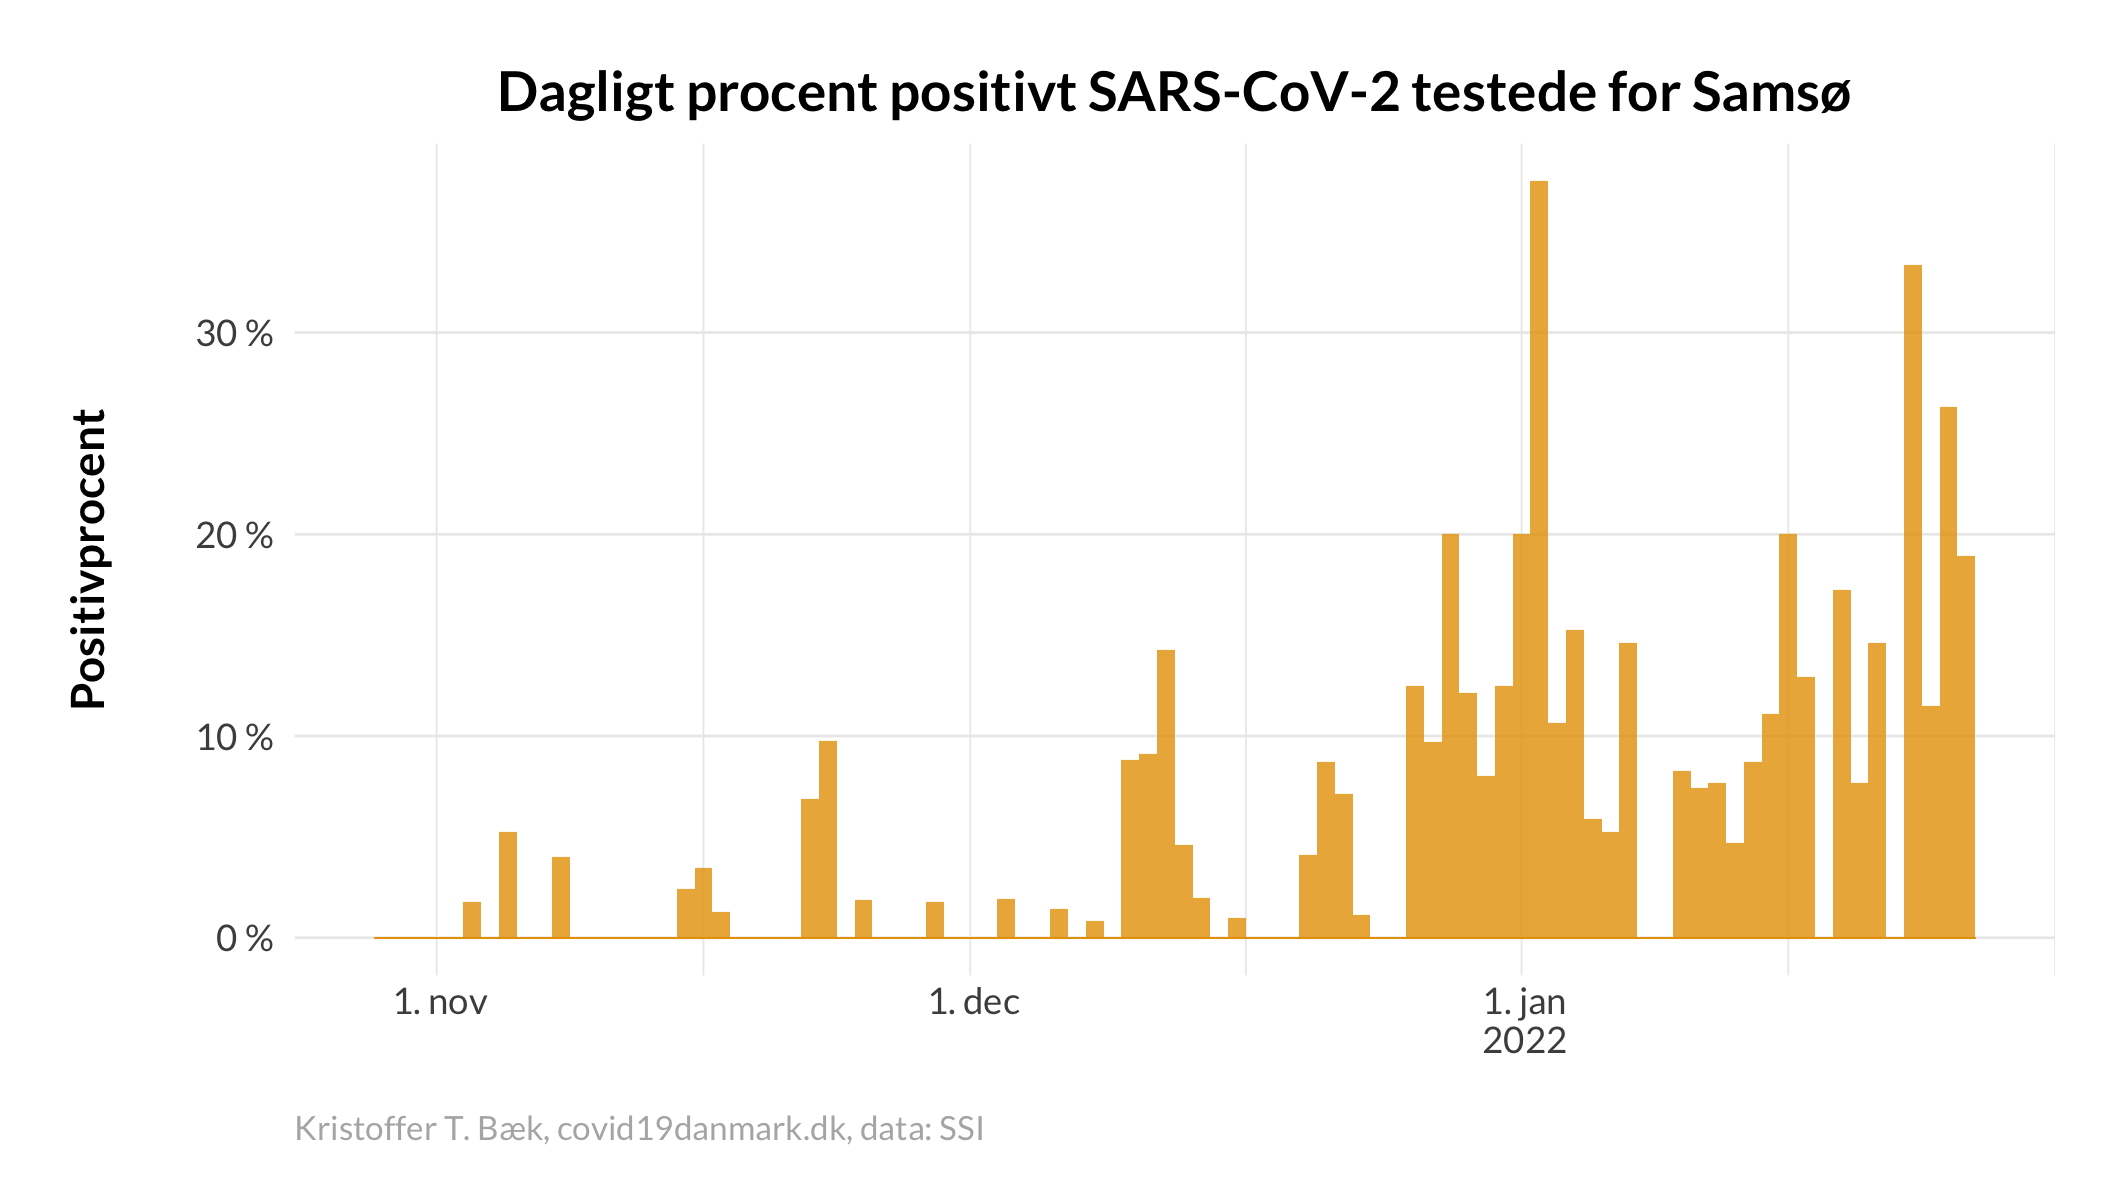 Dagligt procent positivt SARS-CoV-2 testede for Samsø
Positivprocent
30 %
20 %
10 %
0 %
1. nov
1. dec
1. jan
2022
Kristoffer T. Bæk, covid19danmark.dk, data: SSI